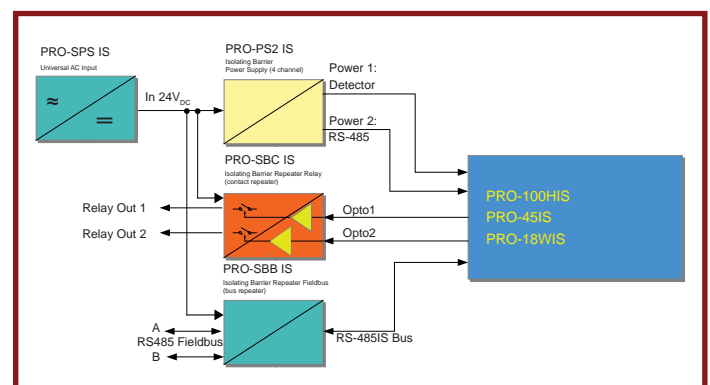 PRO-SPS IS
Universal AC Input
≈
=
In 24VDC
PRO-PS2 IS
Isolating Barrier
Power Supply (4 channel)
Power 1:
Detector
Power 2:
RS-485
PRO-SBC IS
Isolating Barrier Repeater Relay
(contact repeater)
Relay Out 1
Relay Out 2
Opto1
Opto2
PRO-100HIS
PRO-45IS
PRO-18WIS
PRO-SBB IS
Isolating Barrier Repeater Fieldbus
(bus repeater)
A
RS485 Fieldbus
B
RS-485IS Bus